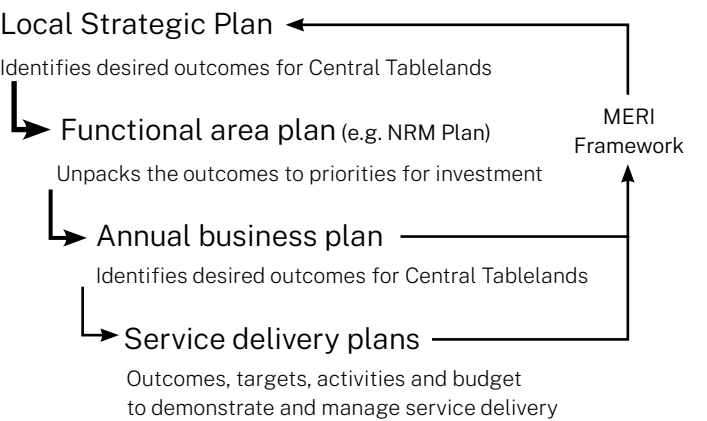 Local Strategic Plan
Identifies desired outcomes for Central Tablelands
MERI
Framework
Functional area plan (e.g. NRM Plan)
Unpacks the outcomes to priorities for investment
Annual business plan
Identifies desired outcomes for Central Tablelands
Service delivery plans
Outcomes, targets, activities and budget
to demonstrate and manage service delivery